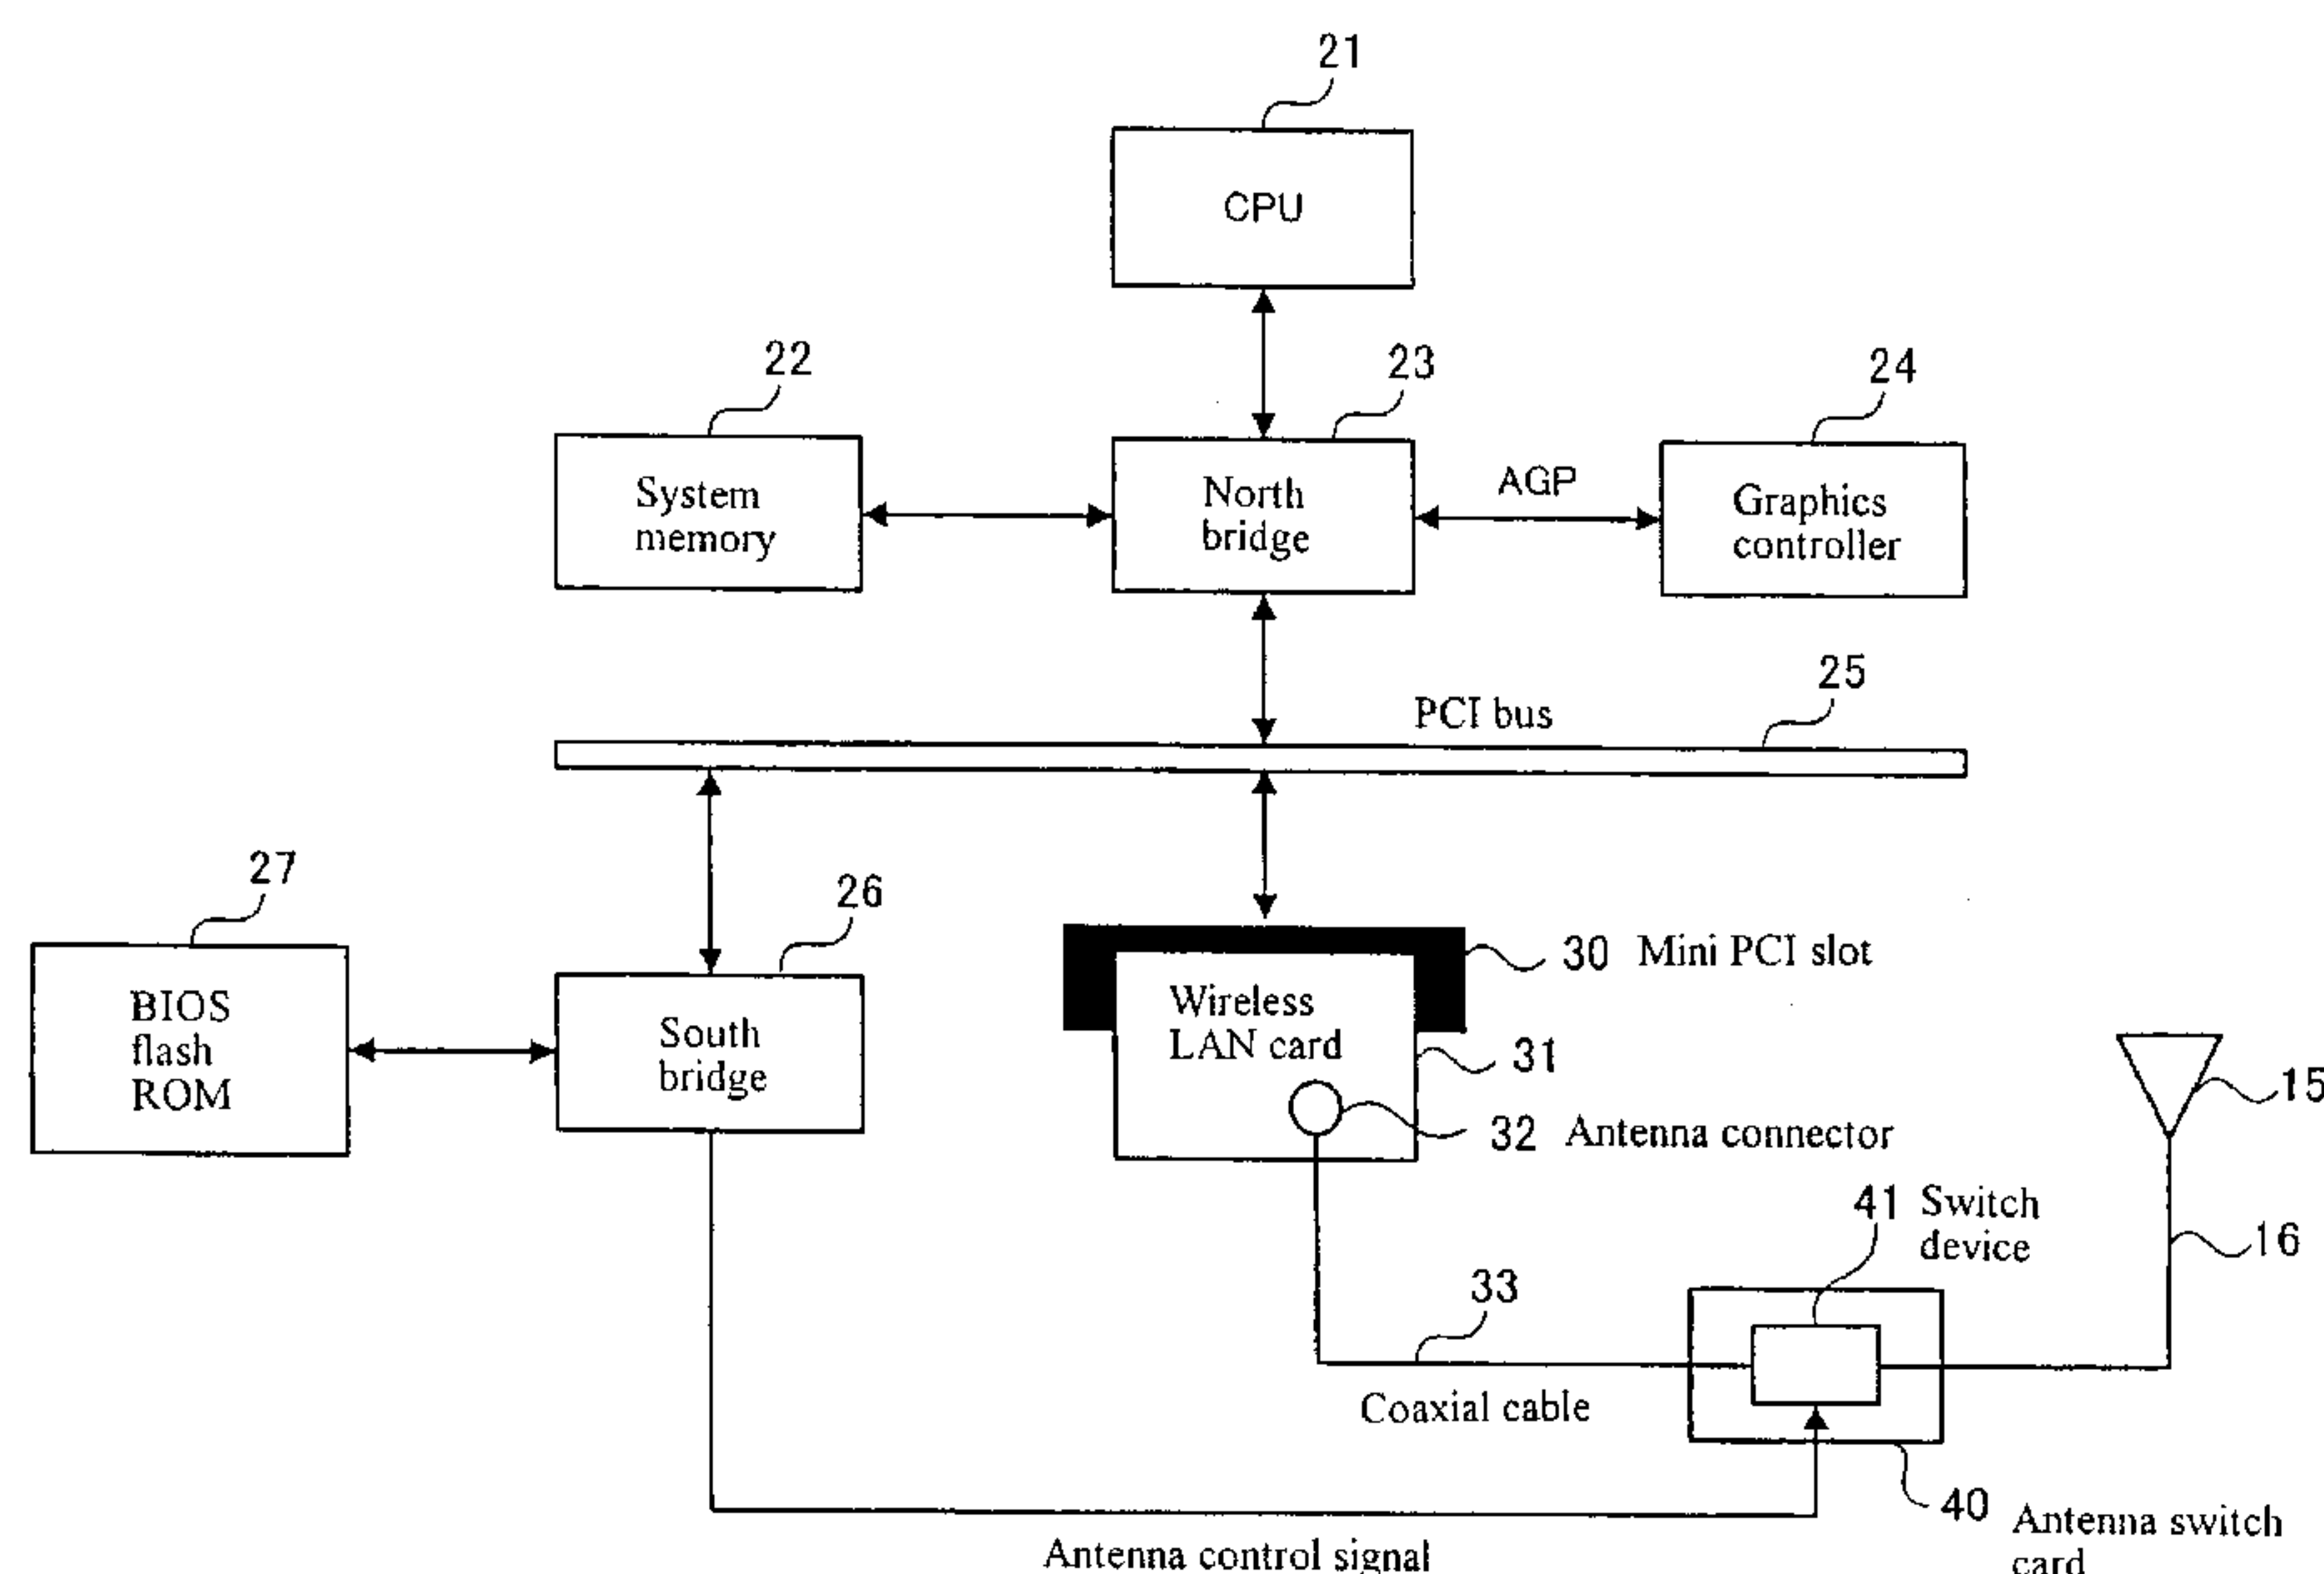 21
CPU
22
23
24
System
memory
North
bridge
AGP
Graphics
controller
25
PCI bus
27
26
BIOS
flash
ROM
South
bridge
30 Mini PCI slot
Wireless
LAN card
31
32 Antenna connector
15
41 Switch
device
16
33
Coaxial cable
40 Antenna switch
card
Antenna control signal